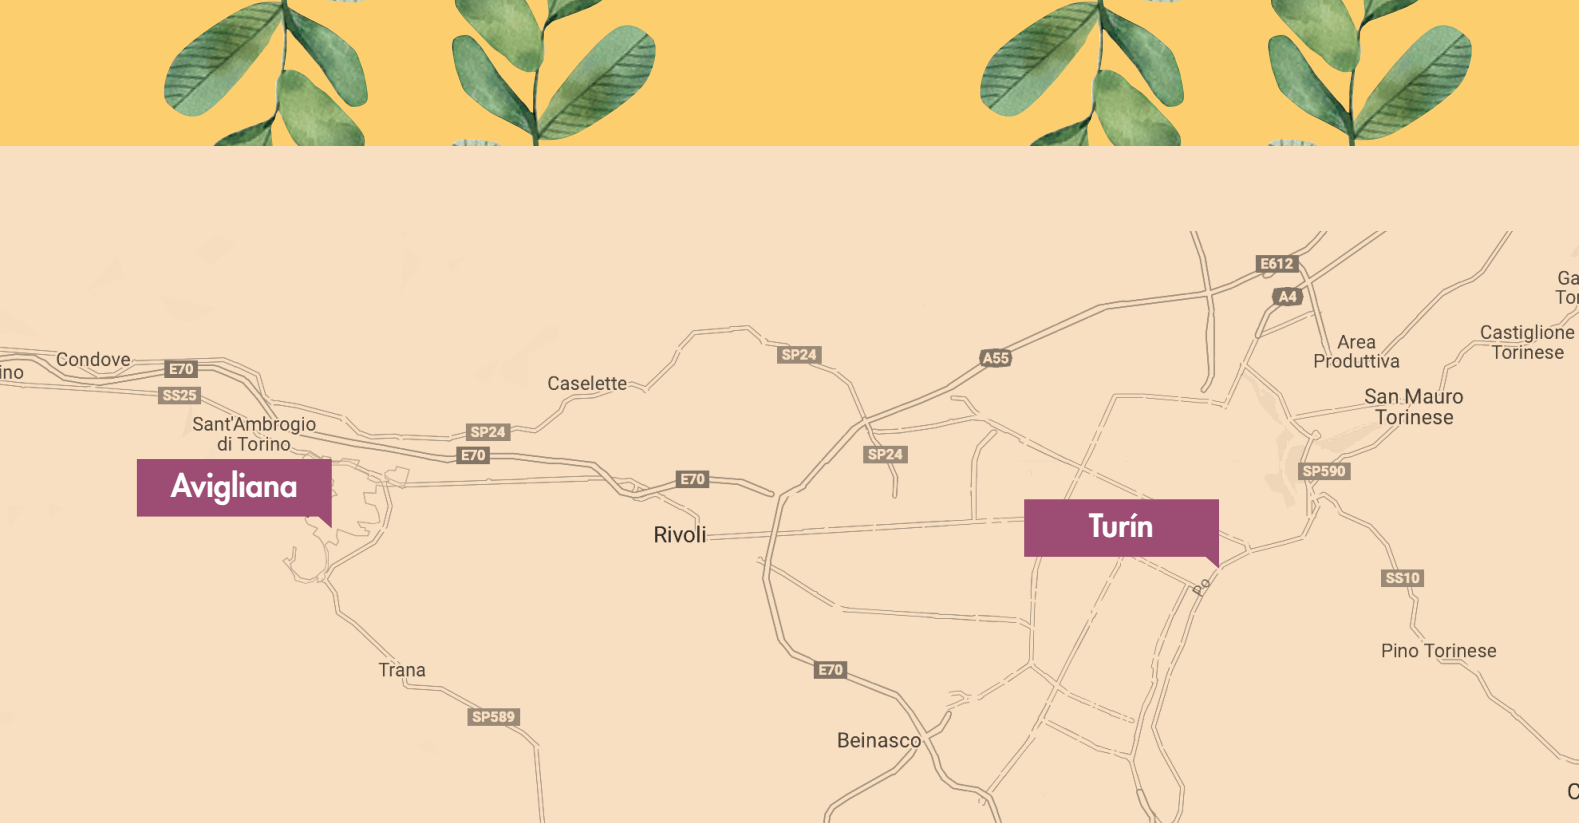 E612
Ga
A4
Tor
Castiglione
Torinese
Area
Produttiva
A55
SP24
Condove
E70
ino
Caselette
SS25
San Mauro
Torinese
Sant'Ambrogio
di Torino
SP24
E70
SP24
SP590
E70
Avigliana
Turín
Rivoli
SS10
Po
Pino Torinese
Trana
E70
SP589
Beinasco
C